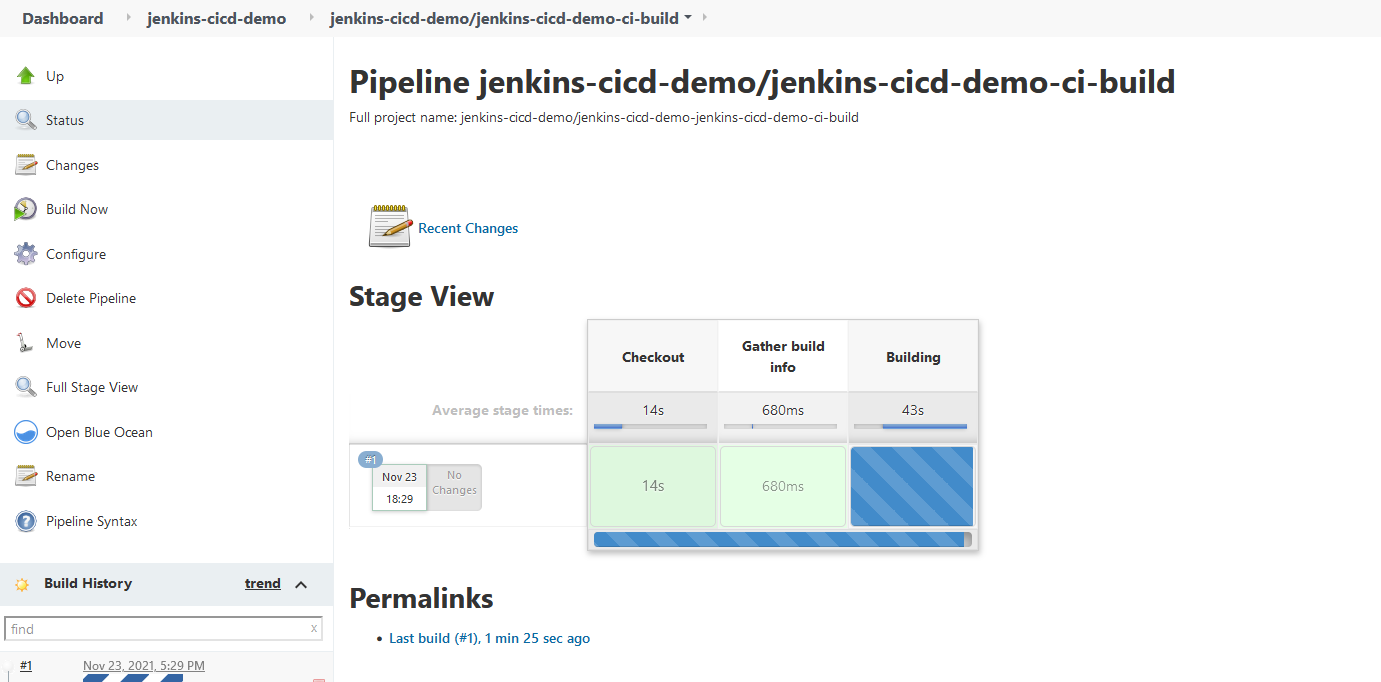 Dashboard jenkins-cicd-demo jenkins-cicd-demo/jenkins-cicd-demo-ci-build
Up
Status
Changes
Build Now
Configure
Delete Pipeline
Move
Full Stage View
Open Blue Ocean
Rename
Pipeline Syntax
Build History trend
find x
#1 Nov 23, 2021, 5:29 PM
Pipeline jenkins-cicd-demo/jenkins-cicd-demo-ci-build
Full project name: jenkins-cicd-demo/jenkins-cicd-demo-jenkins-cicd-demo-ci-build
Recent Changes
Stage View
Checkout
Gather build
info
Building
Average stage times:
14s 680ms 43s
#1
Nov 23
18:29
No
Changes
14s 680ms
Permalinks
Last build (#1), 1 min 25 sec ago